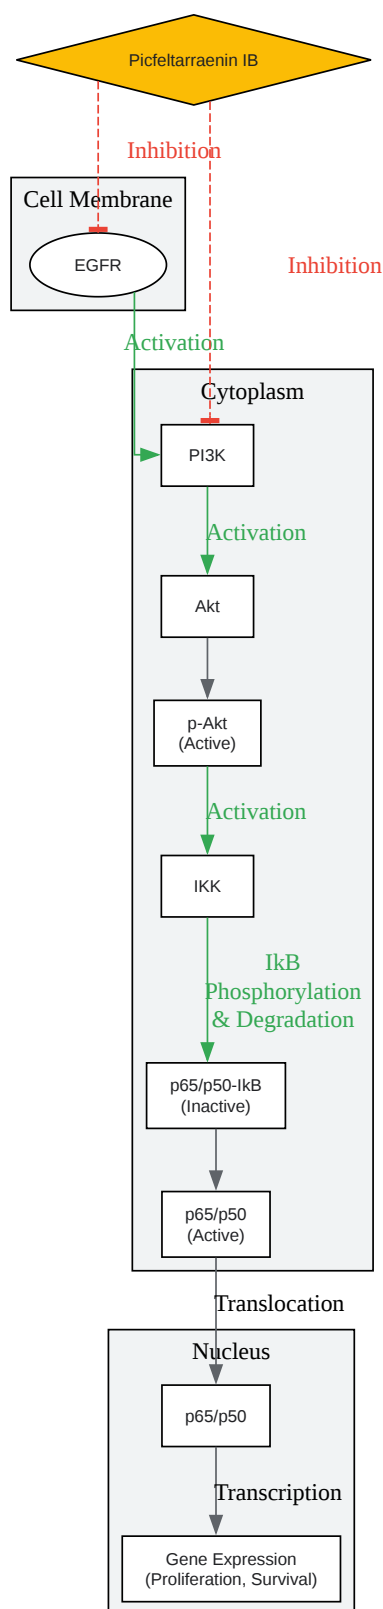 Picfeltarraenin IB
Inhibition
Cell Membrane
EGFR
Inhibition
Activation
Cytoplasm
PI3K
Activation
Akt
p-Akt
(Active)
Activation
IKK
IkB
Phosphorylation
& Degradation
p65/p50-IkB
(Inactive)
p65/p50
(Active)
Translocation
Nucleus
p65/p50
Transcription
Gene Expression
(Proliferation, Survival)